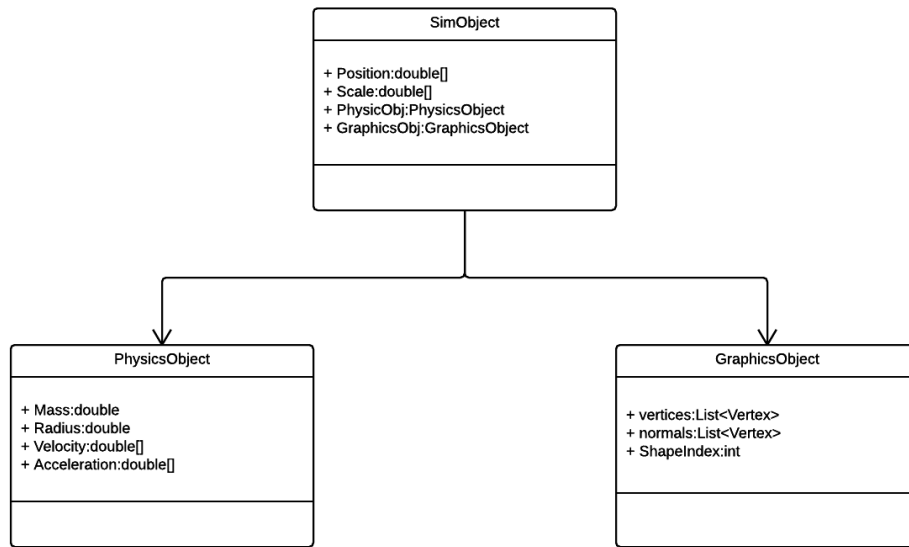 SimObject
+ Position:double[]
+ Scale:double[]
+ PhysicObj:PhysicsObject
+ GraphicsObj:GraphicsObject
PhysicsObject
+ Mass:double
+ Radius:double
+ Velocity:double[]
+ Acceleration:double[]
GraphicsObject
+ vertices:List<Vertex>
+ normals:List<Vertex>
+ ShapeIndex:int